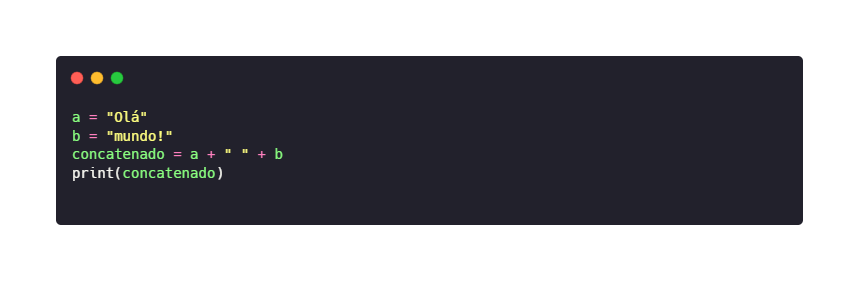 a = "Olá"
b = "mundo!"
concatenado = a + " " + b
print(concatenado)